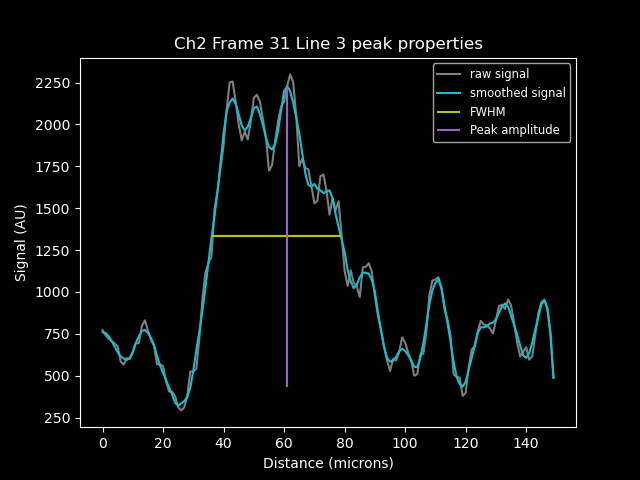 Ch2 Frame 31 Line 3 peak properties
raw signal
smoothed signal
FWHM
Peak amplitude
Signal (AU)
2250
2000
1750
1500
1250
1000
750
500
250
0 20 40 60 80 100 120 140
Distance (microns)